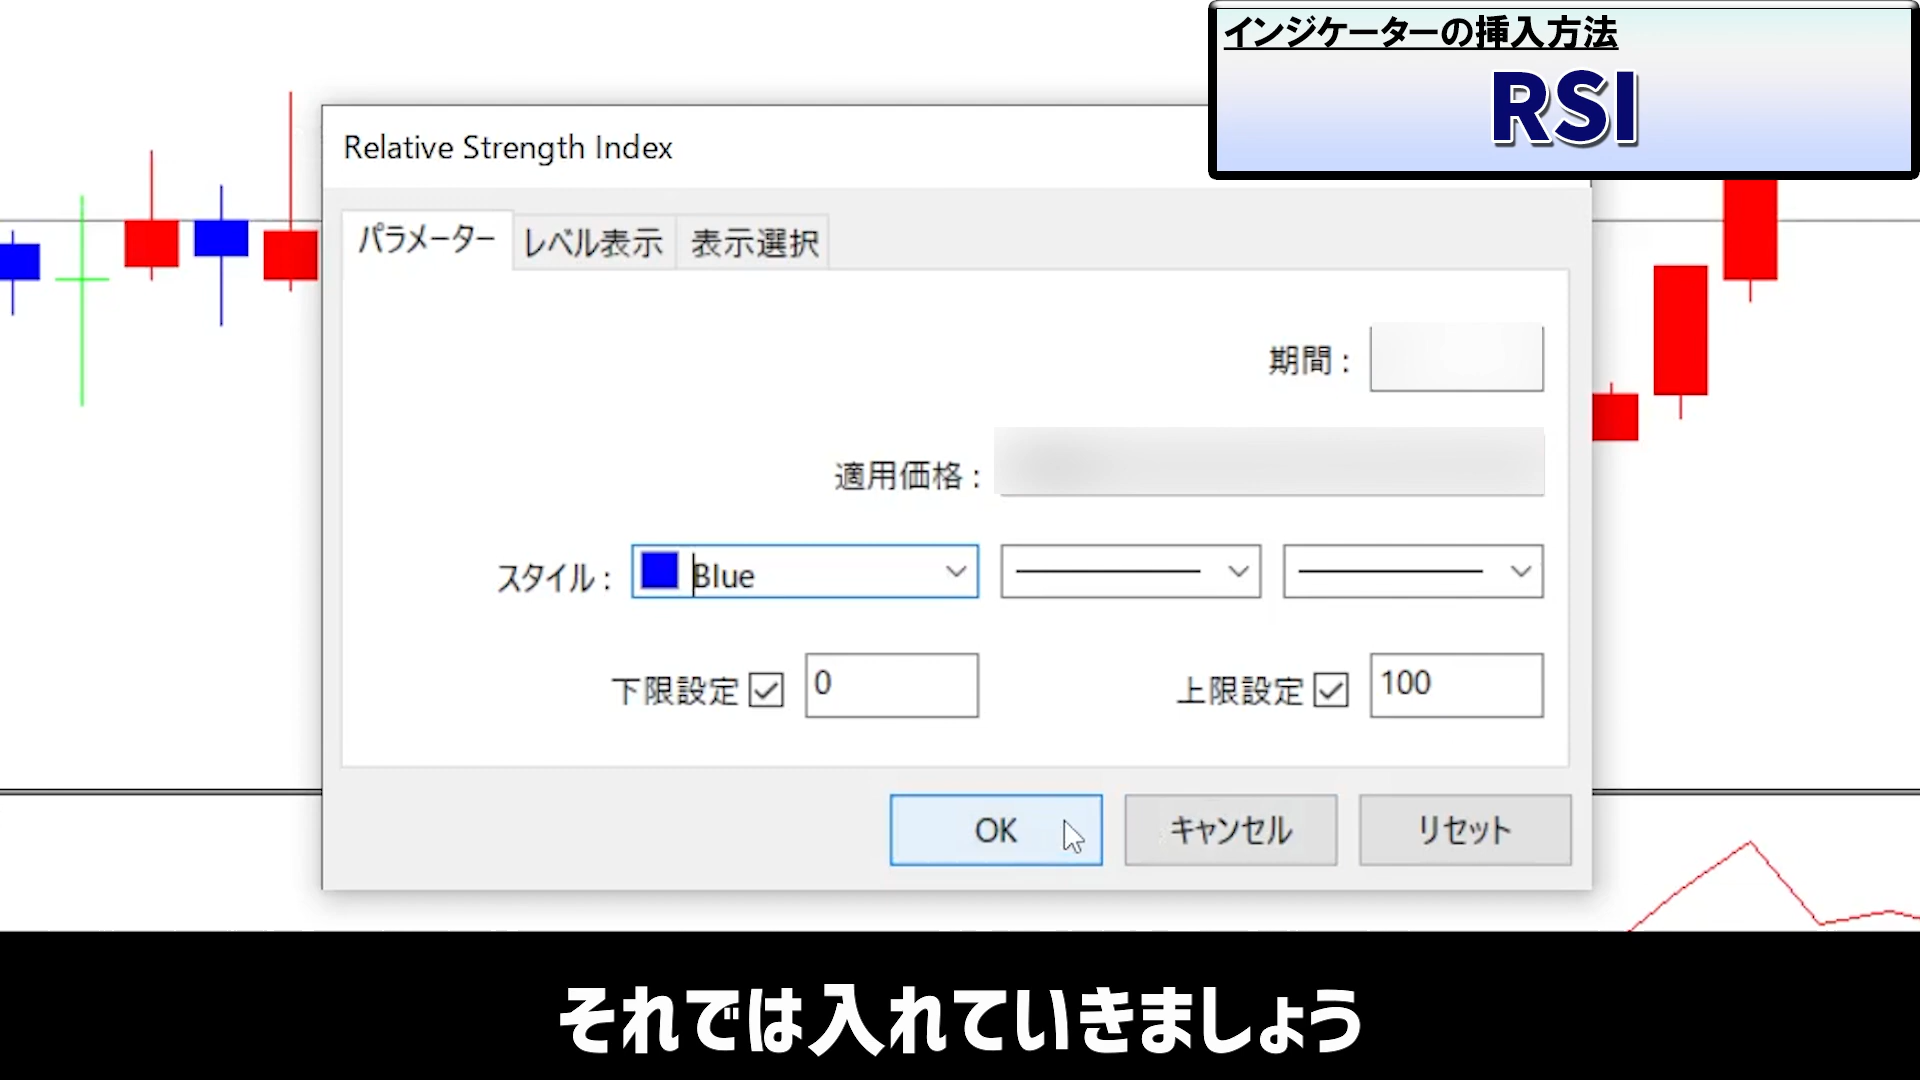 インジケーターの挿入方法
RSI
Relative Strength Index
パラメーター レベル表示 表示選択
期間 :
適用価格 :
スタイル : Blue
下限設定 0 上限設定 100
OK キャンセル リセット
それでは入れていきましょう